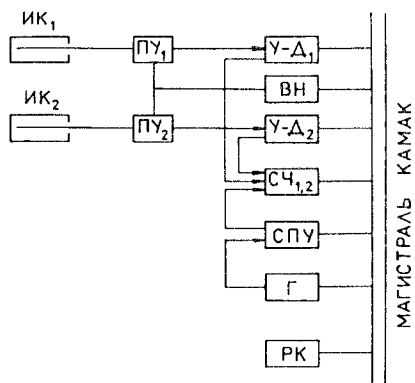 ИК1
ПУ1
У-Д1
ВН
ИК2
ПУ2
У-Д2
СЧ1,2
СПУ
Г
РК
МАГИСТРАЛЬ КАМАК